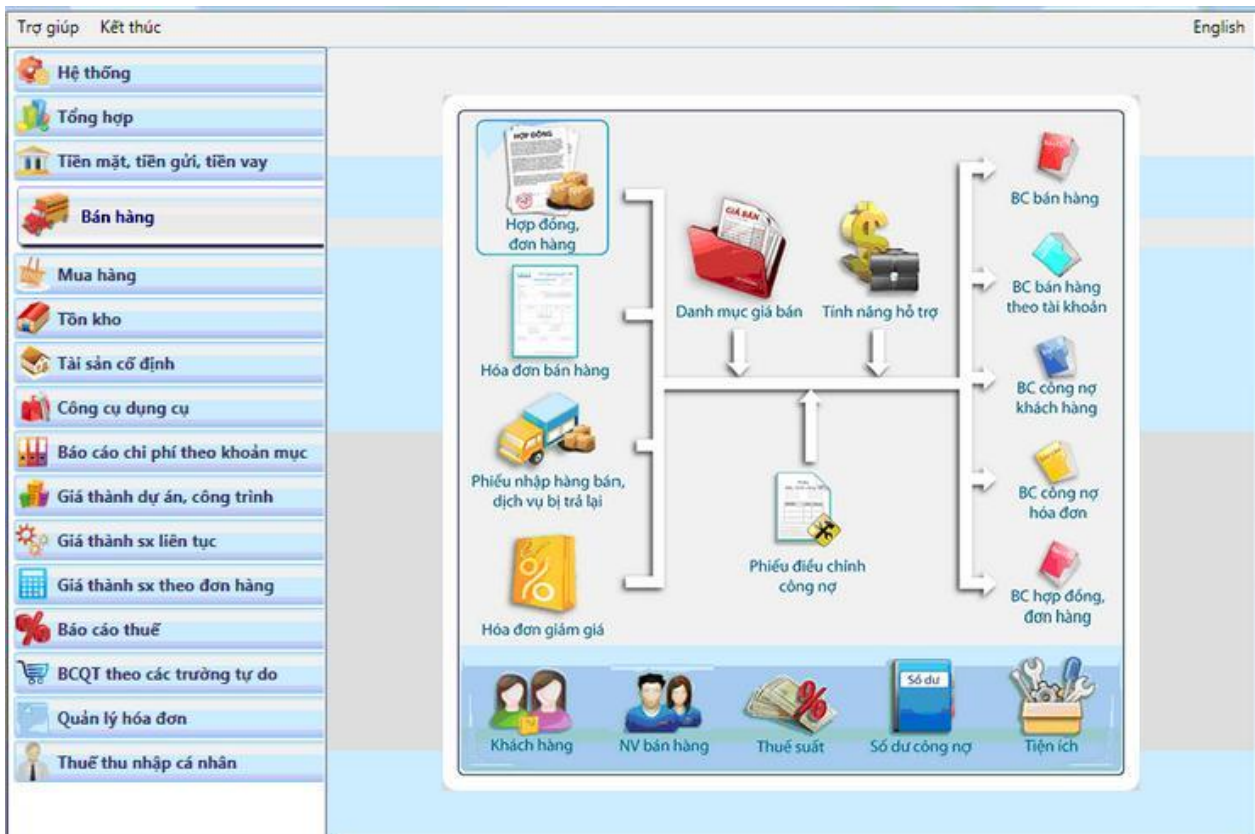 Trợ giúp Kết thúc English
Hệ thống
Tổng hợp
Tiền mặt, tiền gửi, tiền vay
Bán hàng
Mua hàng
Tồn kho
Tài sản cố định
Công cụ dụng cụ
Báo cáo chi phí theo khoản mục
Giá thành dự án, công trình
Giá thành sx liên tục
Giá thành sx theo đơn hàng
Báo cáo thuế
BCQT theo các trường tự do
Quản lý hóa đơn
Thuế thu nhập cá nhân
HỢP ĐỒNG
Hợp đồng,
đơn hàng
Hóa đơn bán hàng
Phiếu nhập hàng bán,
dịch vụ bị trả lại
Hóa đơn giảm giá
GIÁ BÁN
Danh mục giá bán
Tính năng hỗ trợ
Phiếu điều chỉnh
công nợ
BC bán hàng
BC bán hàng
theo tài khoản
BC công nợ
khách hàng
BC công nợ
hóa đơn
BC hợp đồng,
đơn hàng
Khách hàng
NV bán hàng
Thuế suất
Số dư
Số dư công nợ
Tiện ích